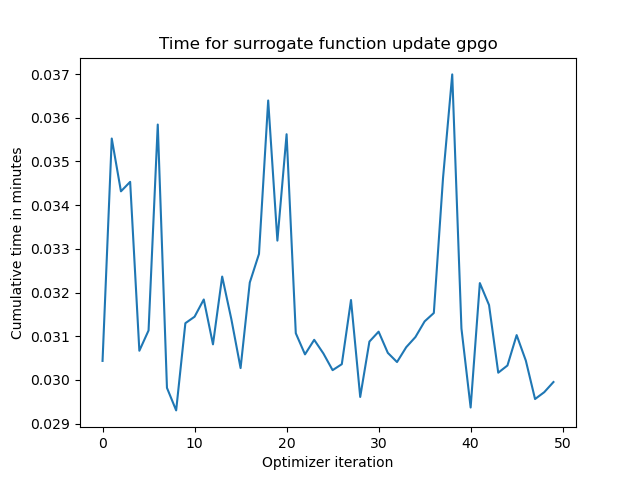 Time for surrogate function update gpgo
Cumulative time in minutes
0.037
0.036
0.035
0.034
0.033
0.032
0.031
0.030
0.029
0 10 20 30 40 50
Optimizer iteration